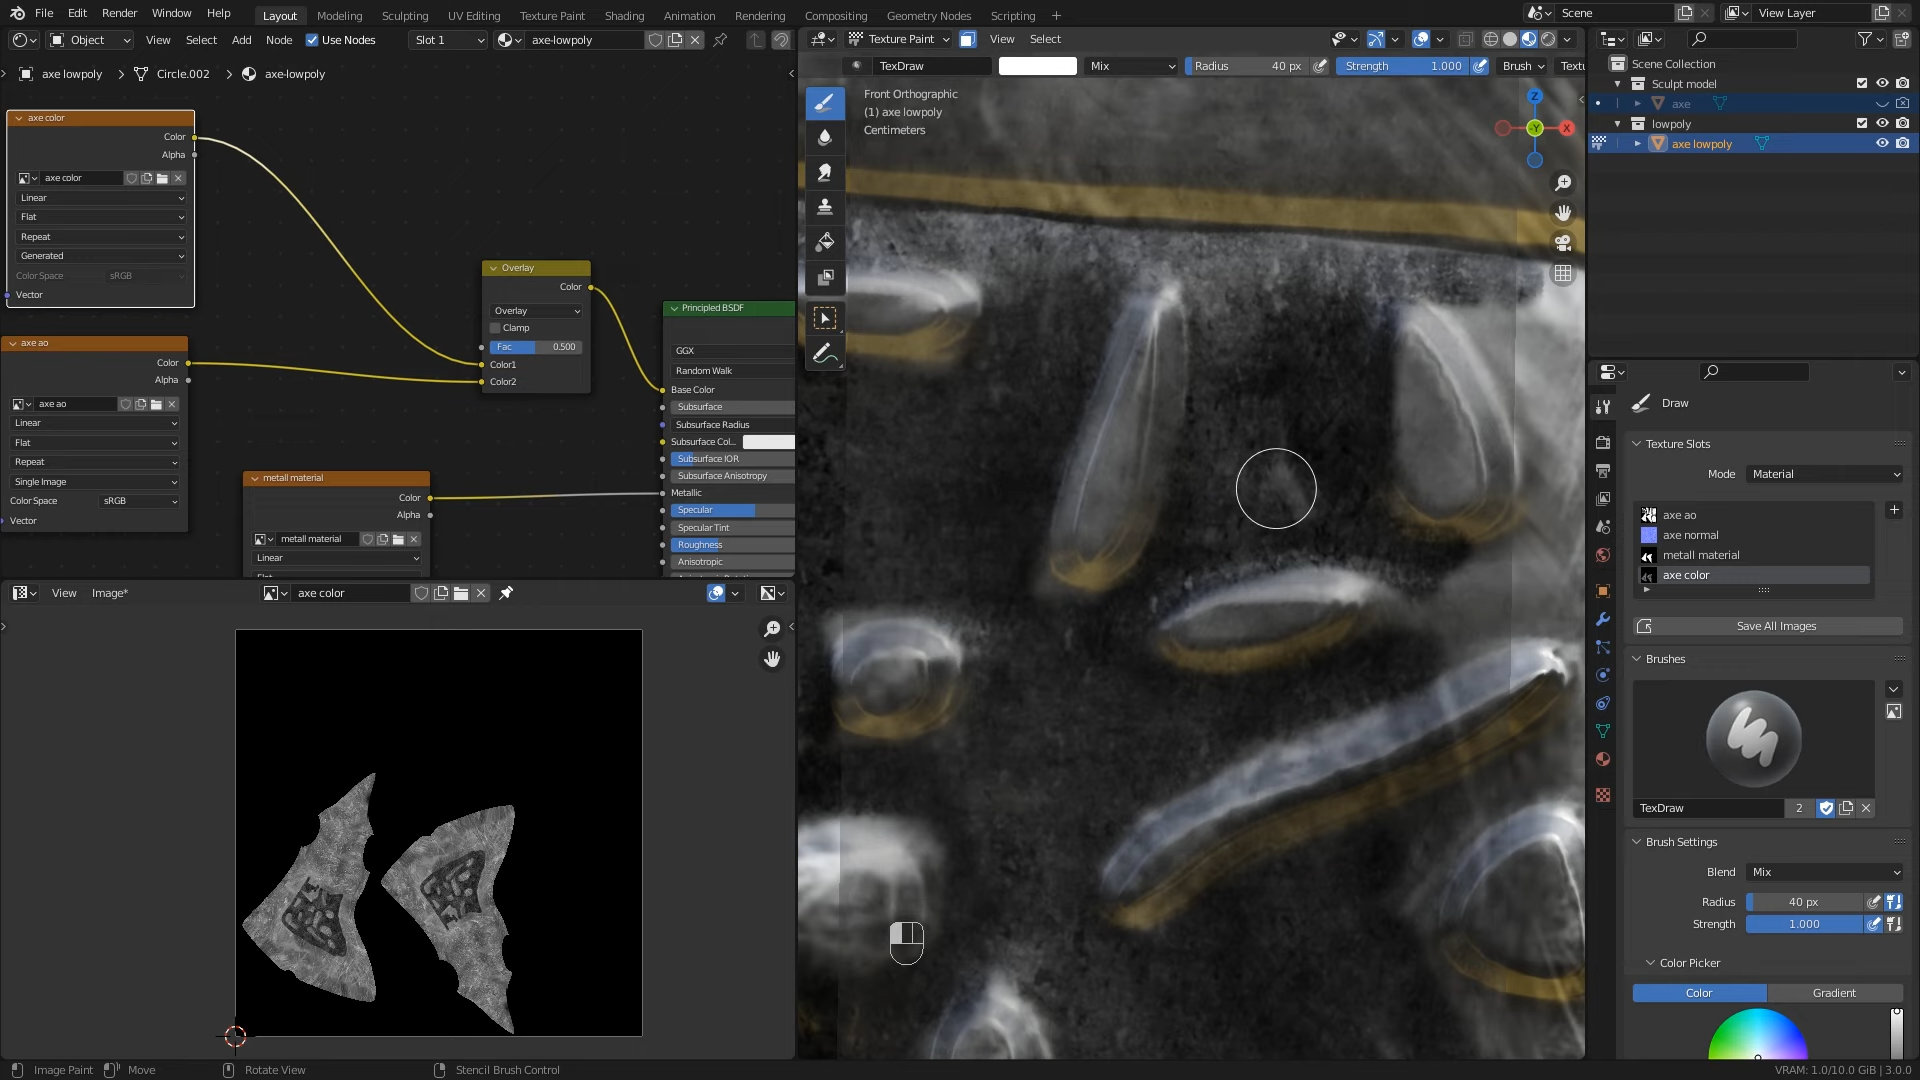 File Edit Render Window Help Layout Modeling Sculpting UV Editing Texture Paint Shading Animation Rendering Compositing Geometry Nodes Scripting + Scene View Layer
Object View Select Add Node Use Nodes Slot 1 axe-lowpoly Texture Paint View Select
axe lowpoly > Circle.002 > axe-lowpoly
TexDraw Mix Radius 40 px Strength 1.000 Brush Textu
axe color
Color
Alpha
axe color
Linear
Flat
Repeat
Generated
Color Space sRGB
Vector
axe ao
Color
Alpha
axe ao
Linear
Flat
Repeat
Single Image
Color Space sRGB
Vector
Overlay
Color
Overlay
Clamp
Fac 0.500
Color1
Color2
metall material
Color
Alpha
metall material
Linear
Principled BSDF
GGX
Random Walk
Base Color
Subsurface
Subsurface Radius
Subsurface Col...
Subsurface IOR
Subsurface Anisotropy
Metallic
Specular
Specular Tint
Roughness
Anisotropic
View Image* axe color
Front Orthographic
(1) axe lowpoly
Centimeters
Z
-Y X
Scene Collection
Sculpt model
axe
lowpoly
axe lowpoly
Draw
Texture Slots
Mode Material
axe ao
axe normal
metall material
axe color
Save All Images
Brushes
TexDraw 2
Brush Settings
Blend Mix
Radius 40 px
Strength 1.000
Color Picker
Color Gradient
Image Paint Move Rotate View Stencil Brush Control VRAM: 1.0/10.0 GiB | 3.0.0